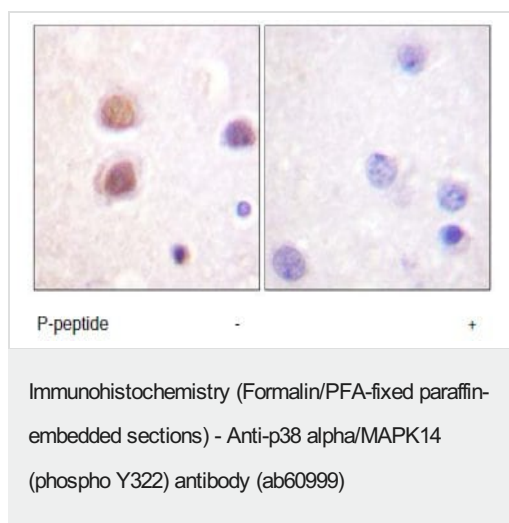 P-peptide - +
Immunohistochemistry (Formalin/PFA-fixed paraffin-
embedded sections) - Anti-p38 alpha/MAPK14
(phospho Y322) antibody (ab60999)